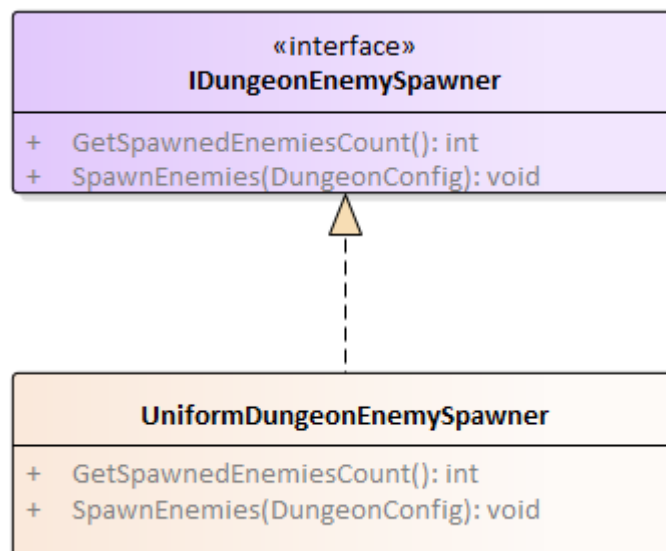 «interface»
IDungeonEnemySpawner
+ GetSpawnedEnemiesCount(): int
+ SpawnEnemies(DungeonConfig): void
UniformDungeonEnemySpawner
+ GetSpawnedEnemiesCount(): int
+ SpawnEnemies(DungeonConfig): void